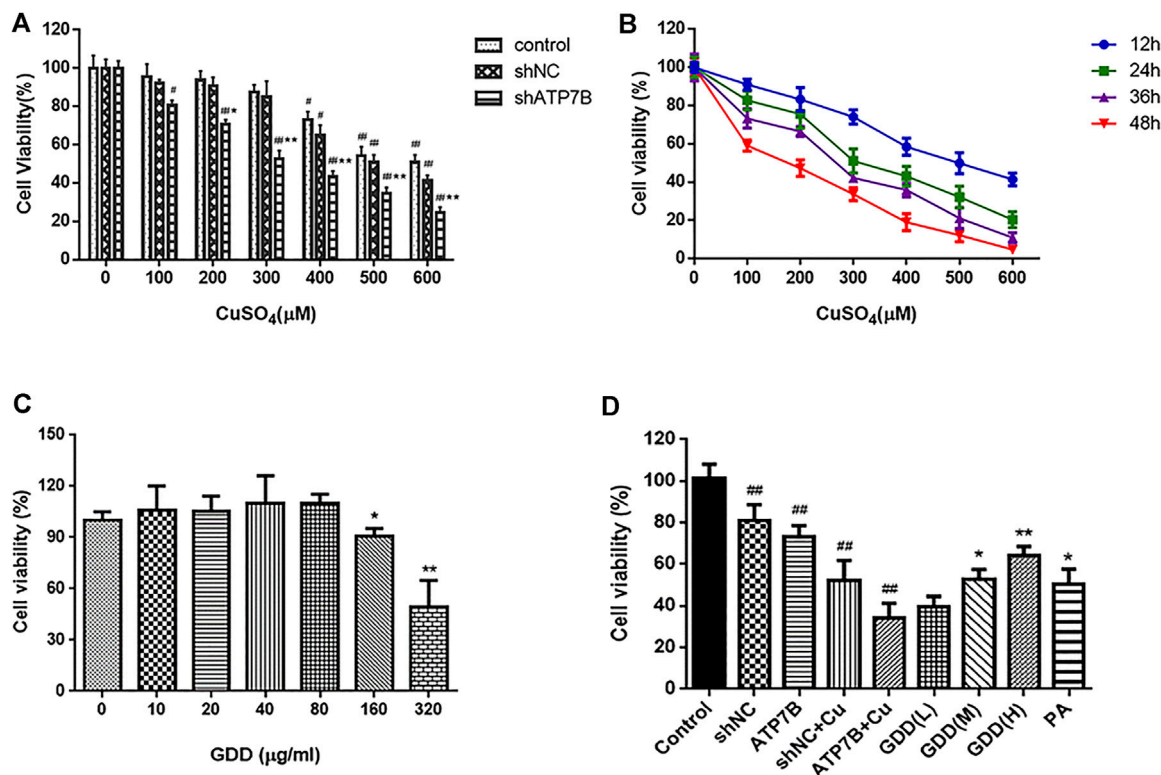 A
Cell Viability(%)
120
100
80
60
40
20
0
# ##* ##** # # ##** ## ## ##** ## ## ##**
0 100 200 300 400 500 600
CuSO4(μM)
control
shNC
shATP7B
B
Cell viability (%)
120
100
80
60
40
20
0
0 100 200 300 400 500 600
CuSO4(μM)
12h
24h
36h
48h
C
Cell viability (%)
150
120
90
60
30
0
* **
0 10 20 40 80 160 320
GDD (μg/ml)
D
Cell viability (%)
120
100
80
60
40
20
0
## ## ## ## * ** *
Control shNC ATP7B shNC+Cu ATP7B+Cu GDD(L) GDD(M) GDD(H) PA